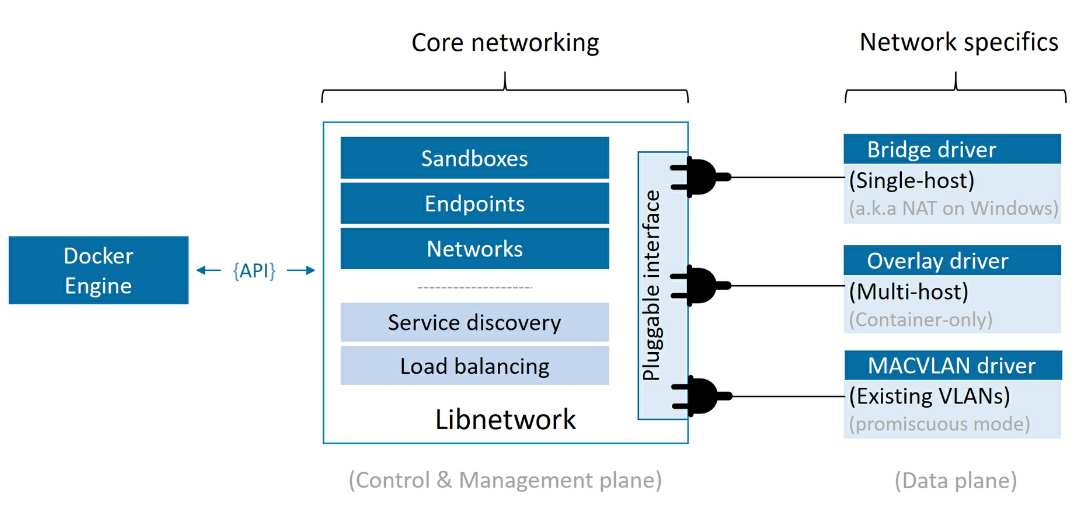 Core networking
Network specifics
Docker
Engine
{API}
Sandboxes
Endpoints
Networks
Service discovery
Load balancing
Libnetwork
Pluggable interface
Bridge driver
(Single-host)
(a.k.a NAT on Windows)
Overlay driver
(Multi-host)
(Container-only)
MACVLAN driver
(Existing VLANs)
(promiscuous mode)
(Control & Management plane)
(Data plane)